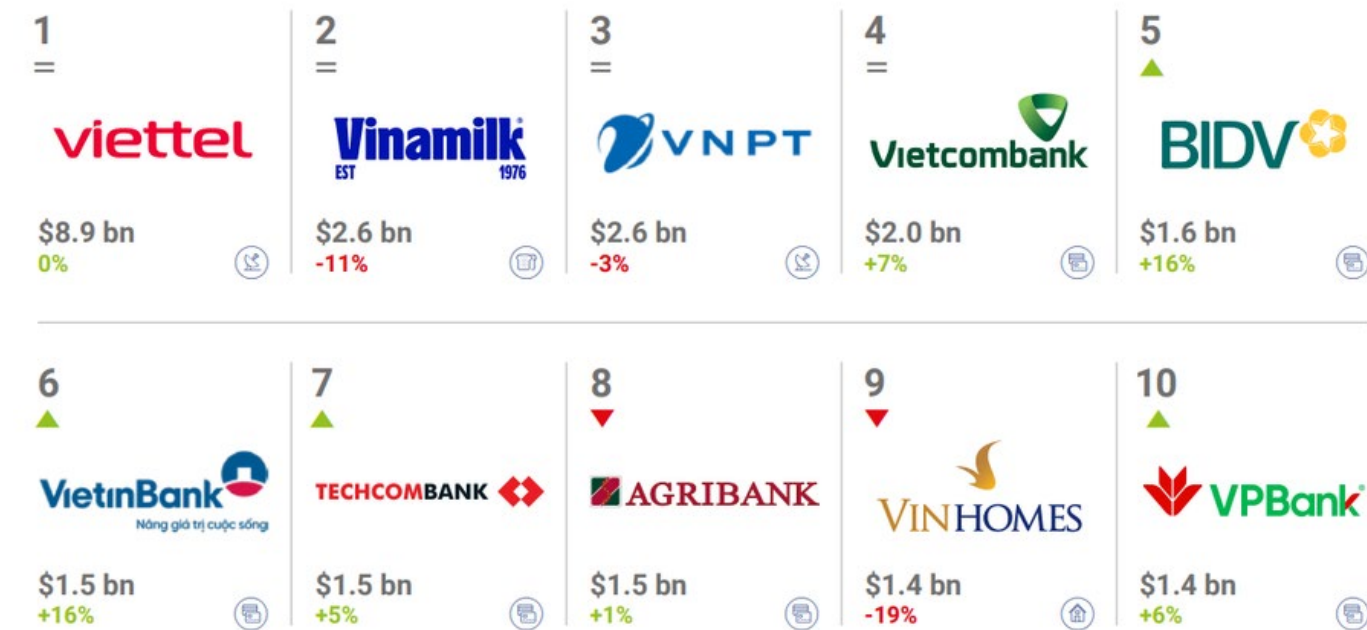 1
=
viettel
$8.9 bn
0%
2
=
Vinamilk
EST 1976
$2.6 bn
-11%
3
=
VNPT
$2.6 bn
-3%
4
=
Vietcombank
$2.0 bn
+7%
5
BIDV
$1.6 bn
+16%
6
VietinBank
Nâng giá trị cuộc sống
$1.5 bn
+16%
7
TECHCOMBANK
$1.5 bn
+5%
8
AGRIBANK
$1.5 bn
+1%
9
VINHOMES
$1.4 bn
-19%
10
VPBank
$1.4 bn
+6%